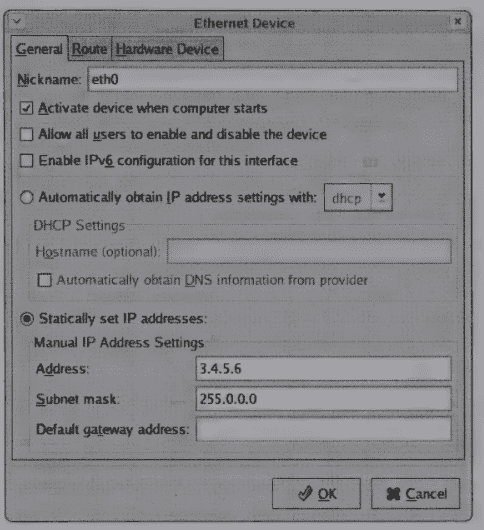 Ethernet Device
General Route Hardware Device
Nickname: eth0
Activate device when computer starts
Allow all users to enable and disable the device
Enable IPv6 configuration for this interface
Automatically obtain IP address settings with: dhcp
DHCP Settings
Hostname (optional):
Automatically obtain DNS information from provider
Statically set IP addresses:
Manual IP Address Settings
Address: 3.4.5.6
Subnet mask: 255.0.0.0
Default gateway address:
OK Cancel